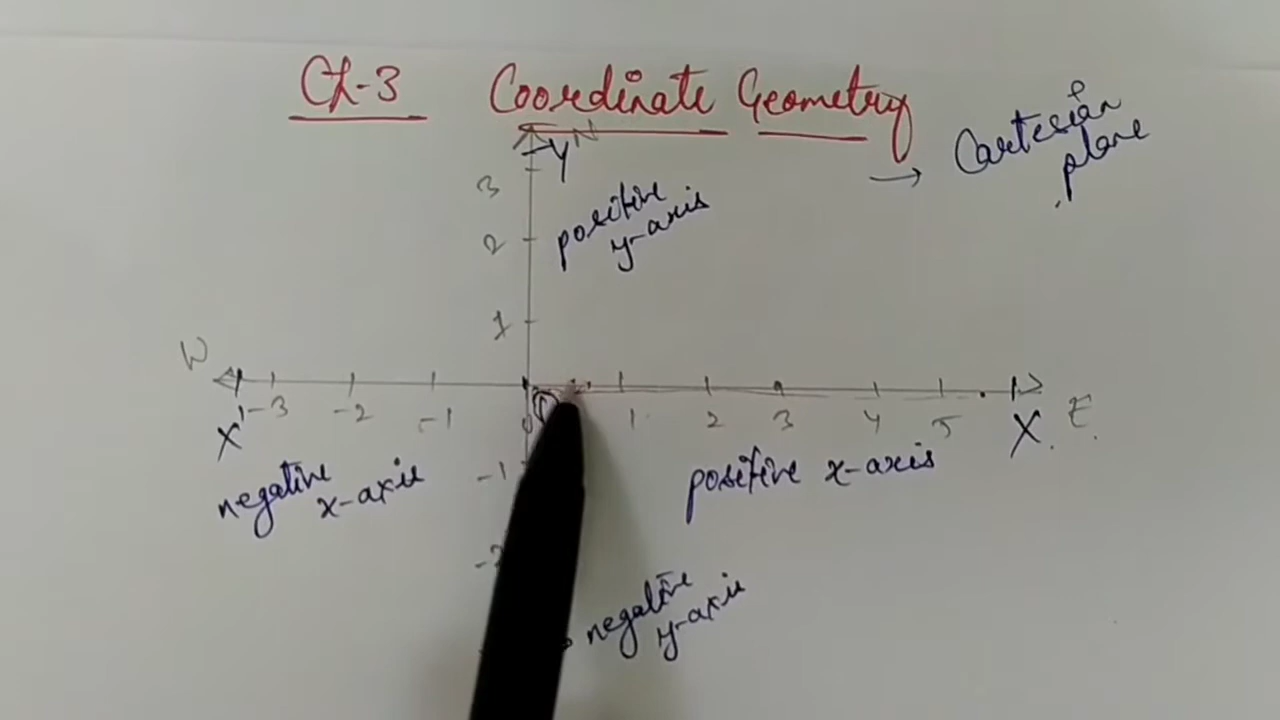 Ch-3 Coordinate Geometry
→ Cartesian
plane
N
Y
3
positive
y-axis
2
1
W
-3 -2 -1 0 1 2 3 4 5
X' X E
negative
x-axis
positive x-axis
-1
-2
negative
y-axis